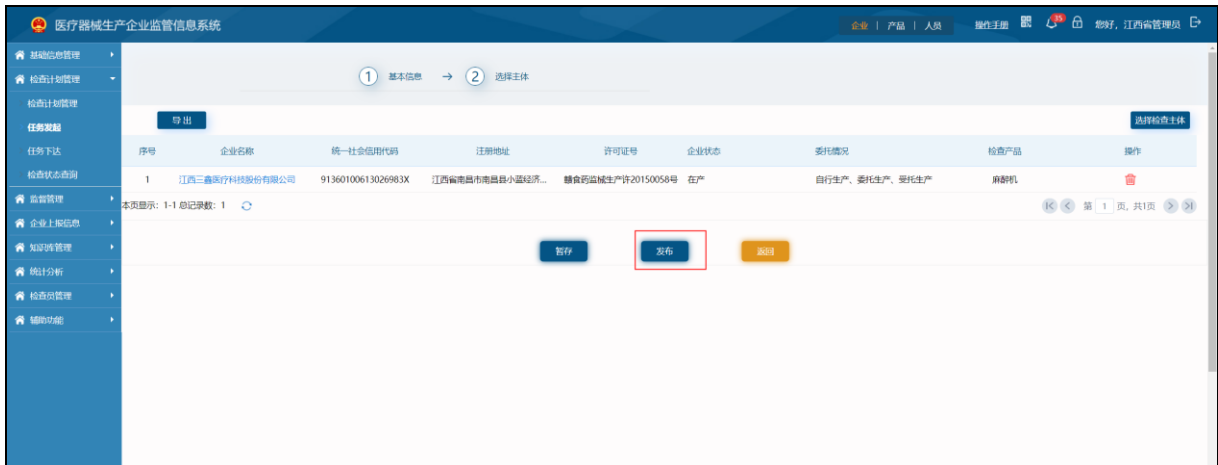 医疗器械生产企业监管信息系统
企业 | 产品 | 人员 操作手册 35 您好，江西省管理员
基础信息管理
检查计划管理
检查计划管理
任务发起
任务下达
检查状态查询
监督管理
企业上报信息
知识库管理
统计分析
检查员管理
辅助功能
1 基本信息 → 2 选择主体
导出 选择检查主体
序号 企业名称 统一社会信用代码 注册地址 许可证号 企业状态 委托情况 检查产品 操作
1 江西三鑫医疗科技股份有限公司 91360100613026983X 江西省南昌市南昌县小蓝经济... 赣食药监械生产许20150058号 在产 自行生产、委托生产、受托生产 麻醉机
本页显示: 1-1 总记录数: 1 第 1 页, 共1页
暂存 发布 返回